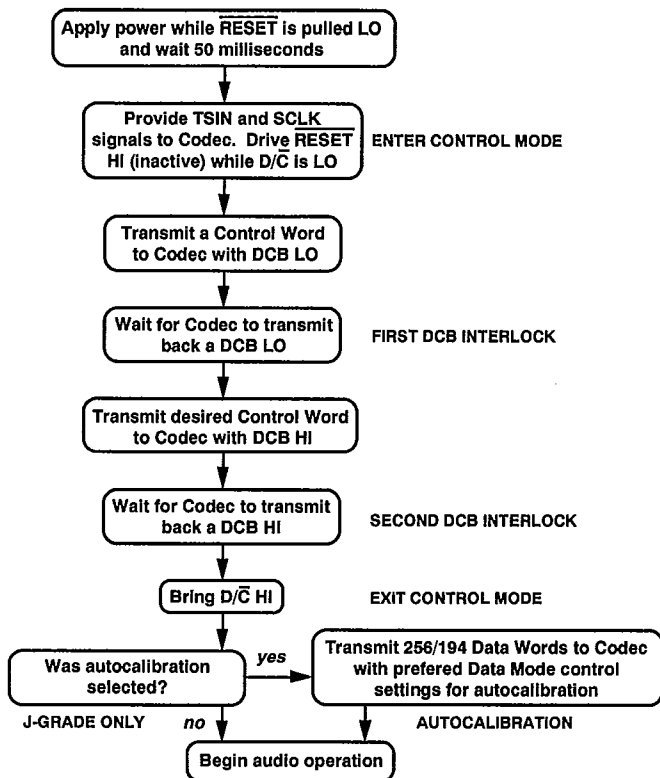 Apply power while RESET is pulled LO
and wait 50 milliseconds
Provide TSIN and SCLK
signals to Codec. Drive RESET
HI (inactive) while D/C is LO
ENTER CONTROL MODE
Transmit a Control Word
to Codec with DCB LO
Wait for Codec to transmit
back a DCB LO
FIRST DCB INTERLOCK
Transmit desired Control Word
to Codec with DCB HI
Wait for Codec to transmit
back a DCB HI
SECOND DCB INTERLOCK
Bring D/C HI
EXIT CONTROL MODE
Was autocalibration
selected?
yes
Transmit 256/194 Data Words to Codec
with prefered Data Mode control
settings for autocalibration
J-GRADE ONLY
no
AUTOCALIBRATION
Begin audio operation